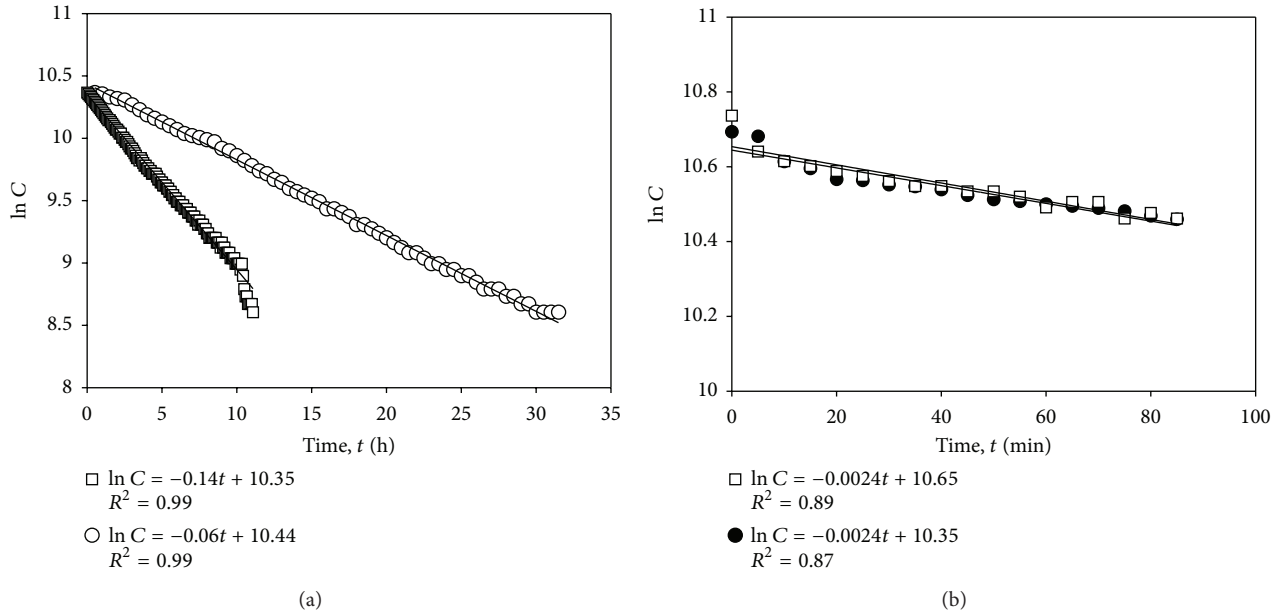 11
10.5
10
9.5
9
8.5
8
ln C
0
5
10
15
20
25
30
35
Time, t (h)
ln C = −0.14t + 10.35
R² = 0.99
ln C = −0.06t + 10.44
R² = 0.99
(a)
11
10.8
10.6
10.4
10.2
10
ln C
0
20
40
60
80
100
Time, t (min)
ln C = −0.0024t + 10.65
R² = 0.89
ln C = −0.0024t + 10.35
R² = 0.87
(b)